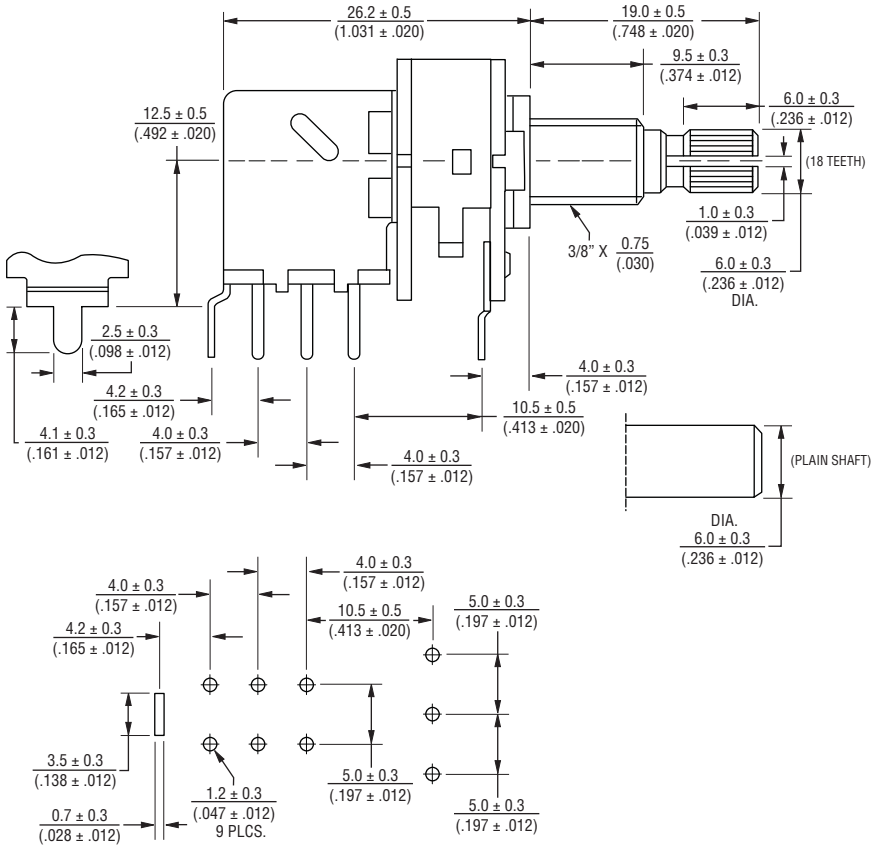 26.2 ± 0.5
(1.031 ± .020)
19.0 ± 0.5
(.748 ± .020)
9.5 ± 0.3
(.374 ± .012)
6.0 ± 0.3
(.236 ± .012)
12.5 ± 0.5
(.492 ± .020)
(18 TEETH)
1.0 ± 0.3
(.039 ± .012)
3/8" X 0.75
(.030)
6.0 ± 0.3
(.236 ± .012)
DIA.
2.5 ± 0.3
(.098 ± .012)
4.0 ± 0.3
(.157 ± .012)
4.2 ± 0.3
(.165 ± .012)
10.5 ± 0.5
(.413 ± .020)
4.1 ± 0.3
(.161 ± .012)
4.0 ± 0.3
(.157 ± .012)
4.0 ± 0.3
(.157 ± .012)
(PLAIN SHAFT)
DIA.
6.0 ± 0.3
(.236 ± .012)
4.0 ± 0.3
(.157 ± .012)
4.0 ± 0.3
(.157 ± .012)
10.5 ± 0.5
(.413 ± .020)
5.0 ± 0.3
(.197 ± .012)
4.2 ± 0.3
(.165 ± .012)
3.5 ± 0.3
(.138 ± .012)
5.0 ± 0.3
(.197 ± .012)
1.2 ± 0.3
(.047 ± .012)
9 PLCS.
5.0 ± 0.3
(.197 ± .012)
0.7 ± 0.3
(.028 ± .012)